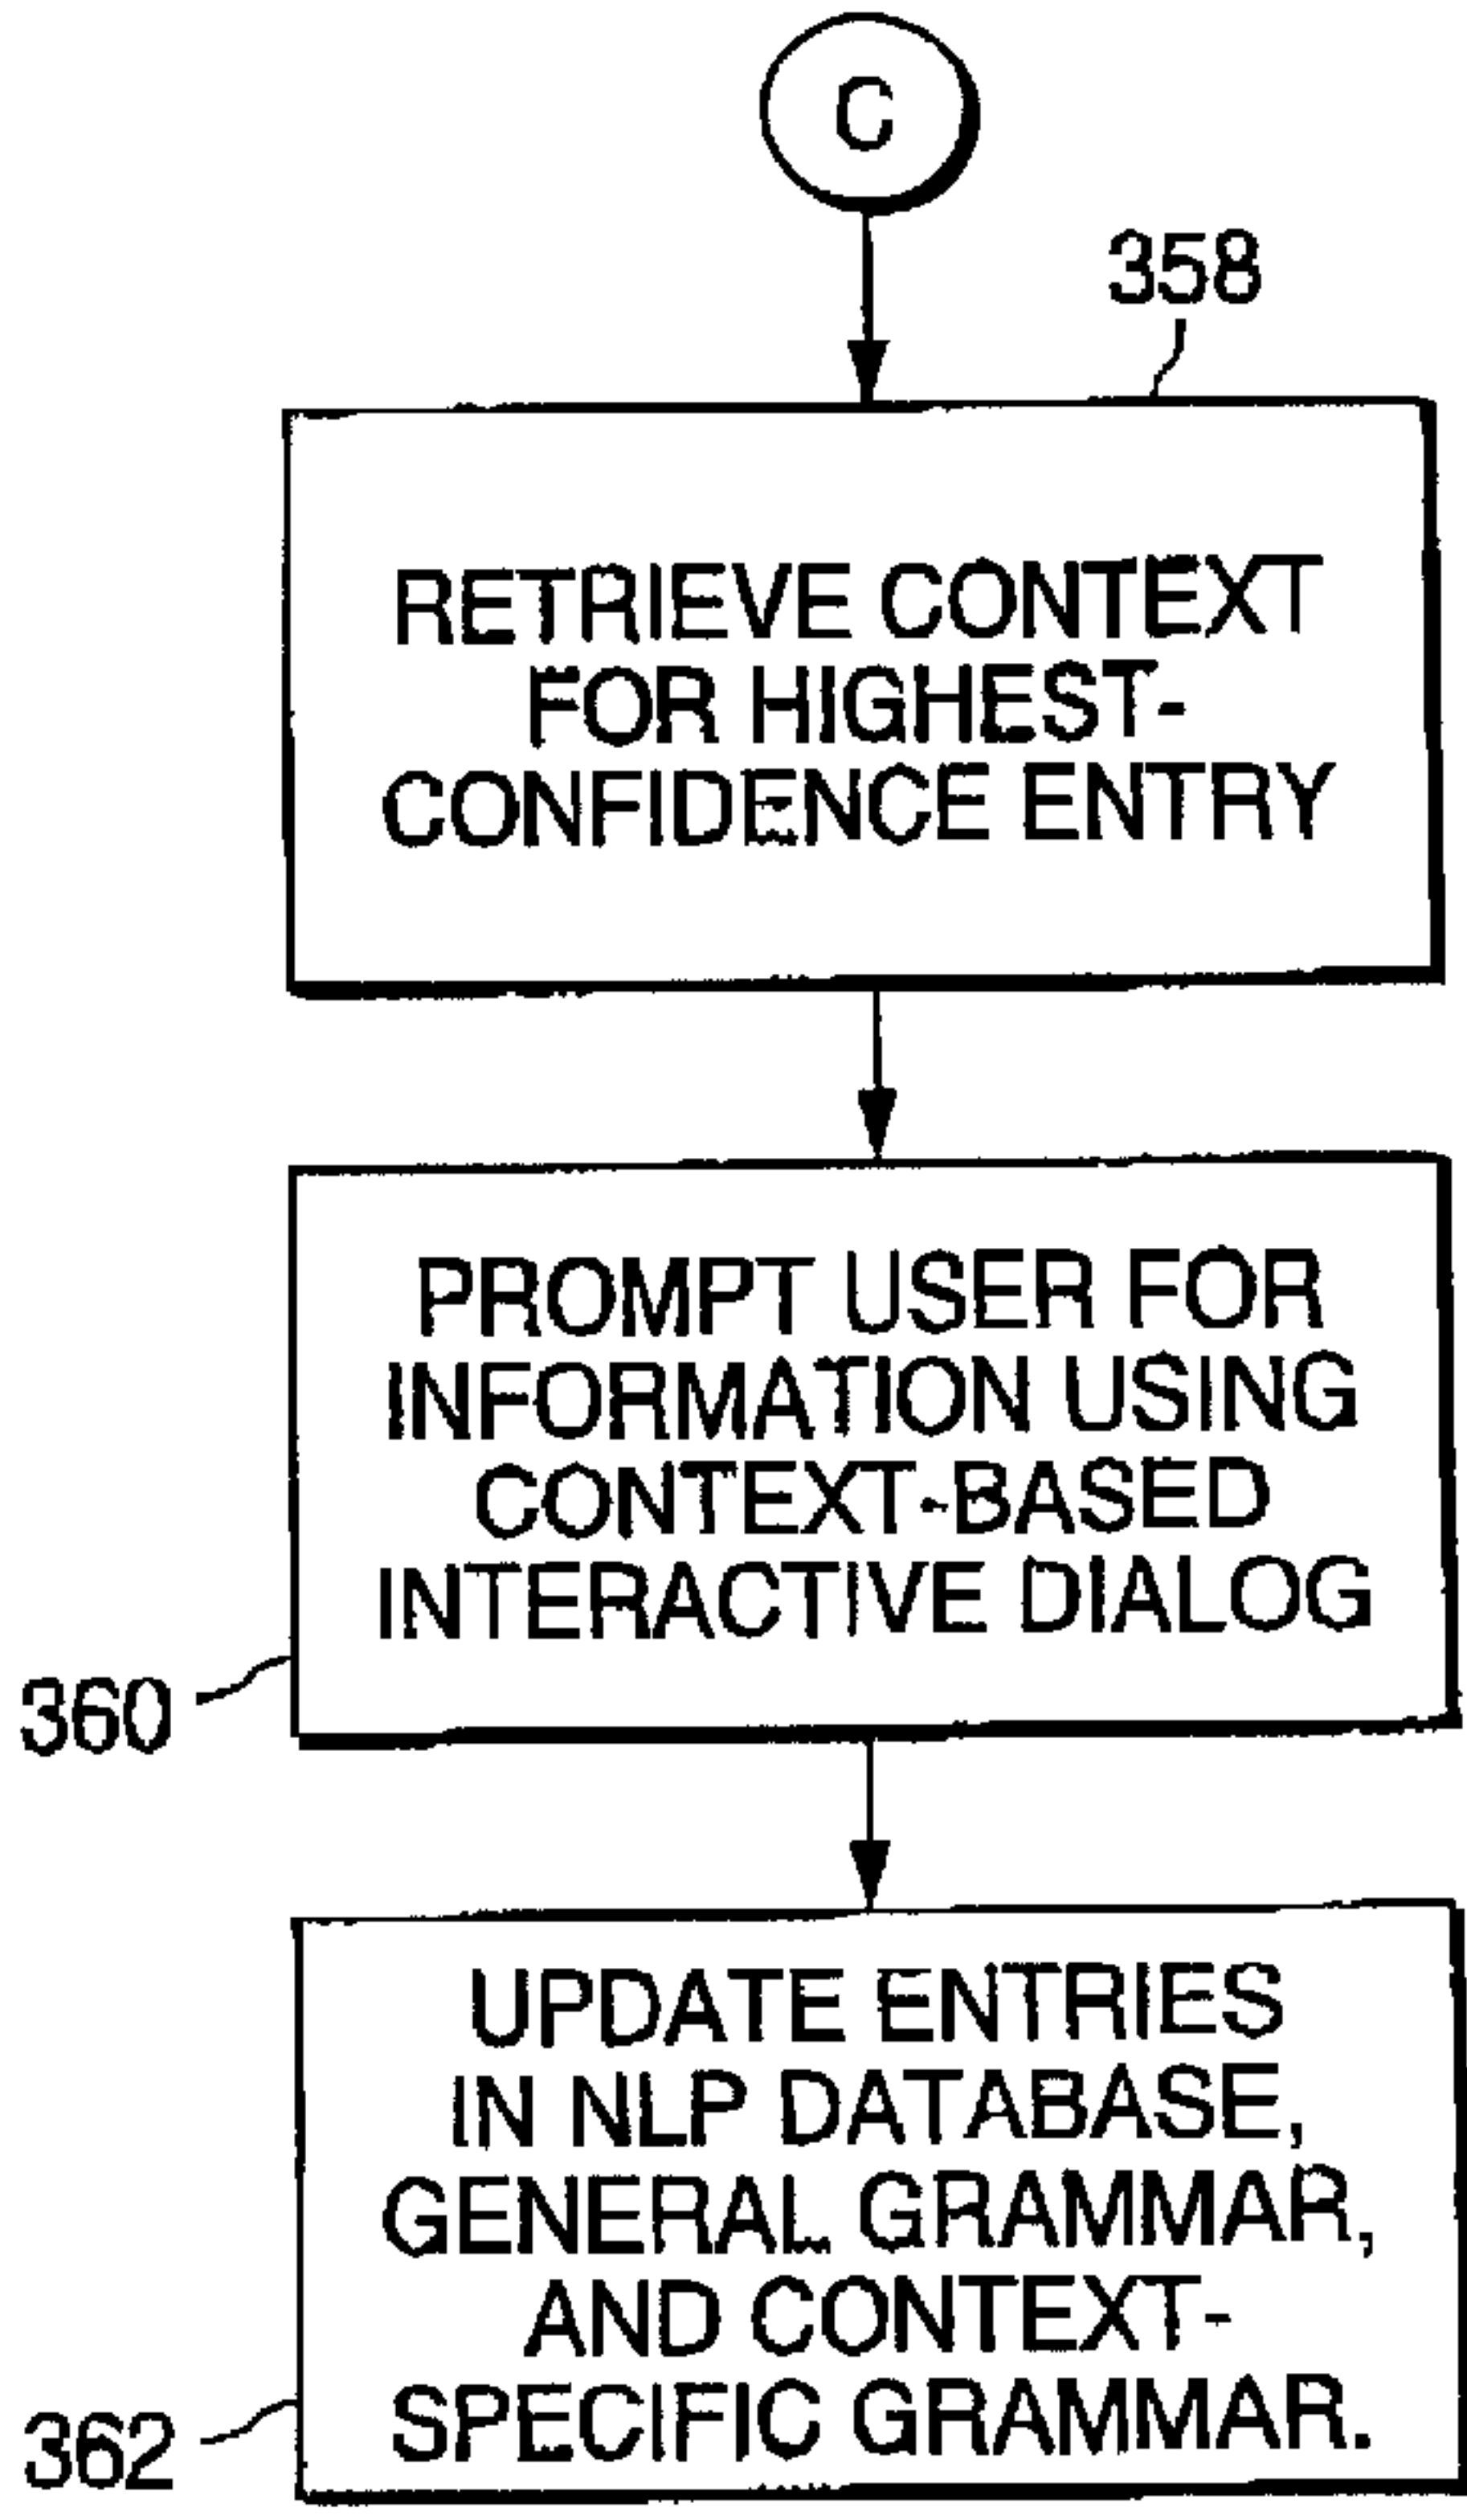 C
358
RETRIEVE CONTEXT
FOR HIGHEST-
CONFIDENCE ENTRY
PROMPT USER FOR
INFORMATION USING
CONTEXT-BASED
INTERACTIVE DIALOG
360
UPDATE ENTRIES
IN NLP DATABASE,
GENERAL GRAMMAR,
AND CONTEXT-
SPECIFIC GRAMMAR.
362